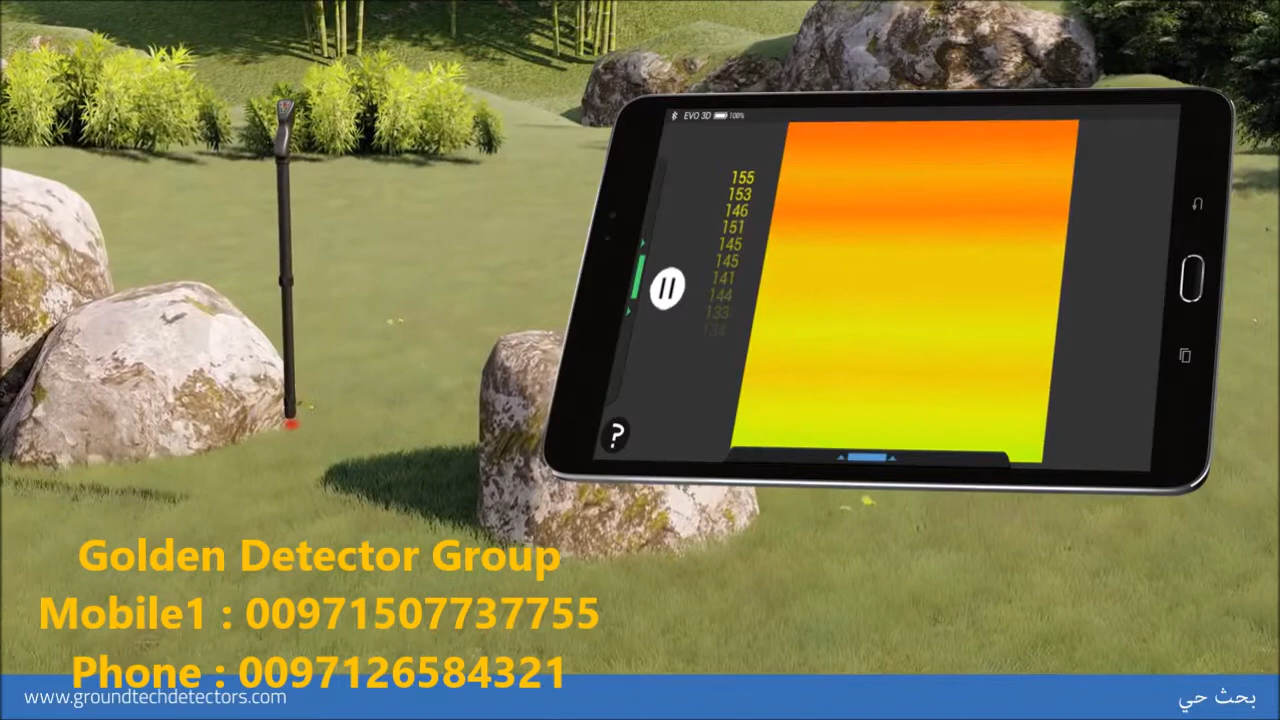 EVO 3D 100%
155
153
146
151
145
145
141
144
133
134
?
Golden Detector Group
Mobile1 : 00971507737755
Phone : 0097126584321
www.groundtechdetectors.com
بحث حي